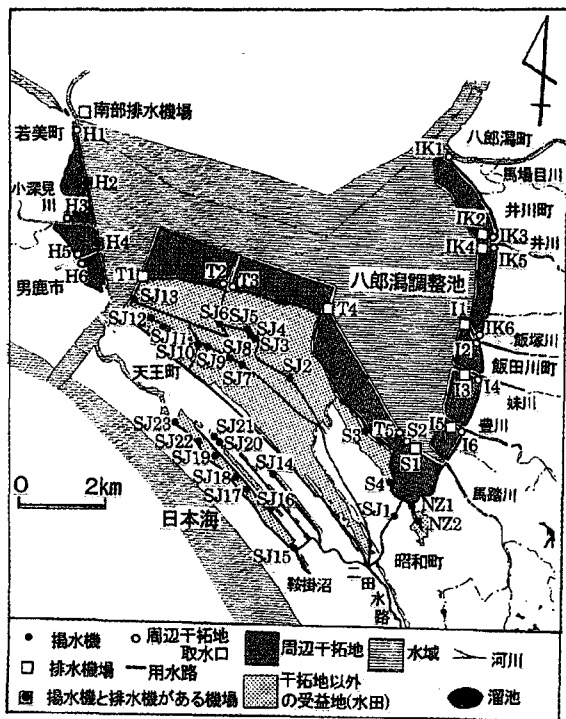 南部排水機場
若美町
H1
八郎潟町
IK1
馬場目川
小深見川
H2
井川町
H3
IK2
IK3
井川
H4
IK4
IK5
H5
H6
T1
T2
T3
八郎潟調整池
男鹿市
SJ13
T4
I1
IK6
SJ12
SJ6
SJ5
SJ4
飯塚川
SJ11
SJ3
I2
飯田川町
SJ10
SJ9
SJ8
SJ2
I3
I4
天王町
SJ7
妹川
SJ23
SJ21
S3
T5
S2
I5
豊川
SJ22
SJ20
I6
SJ19
SJ14
S1
0 2km
SJ18
S4
馬踏川
SJ17
SJ16
SJ1
NZ1
NZ2
日本海
昭和町
SJ15
鞍掛沼
二田水路
揚水機
周辺干拓地取水口
周辺干拓地
水域
河川
排水機場
用水路
干拓地以外の受益地(水田)
溜池
揚水機と排水機がある機場